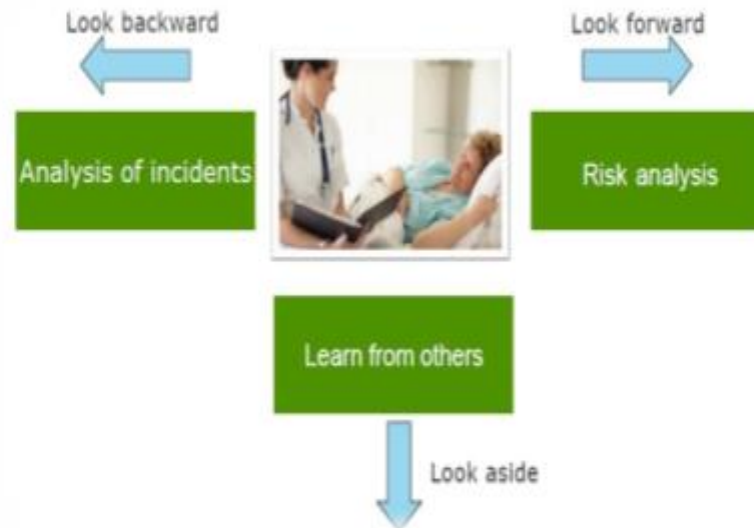 Look backward
Look forward
Analysis of incidents
Risk analysis
Learn from others
Look aside